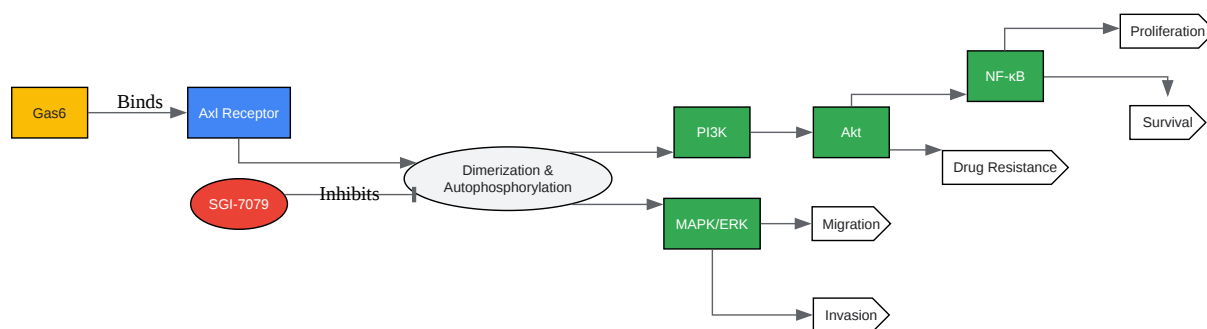 Gas6
Binds
Axl Receptor
SGI-7079
Inhibits
Dimerization &
Autophosphorylation
PI3K
Akt
NF-κB
Proliferation
Survival
Drug Resistance
MAPK/ERK
Migration
Invasion